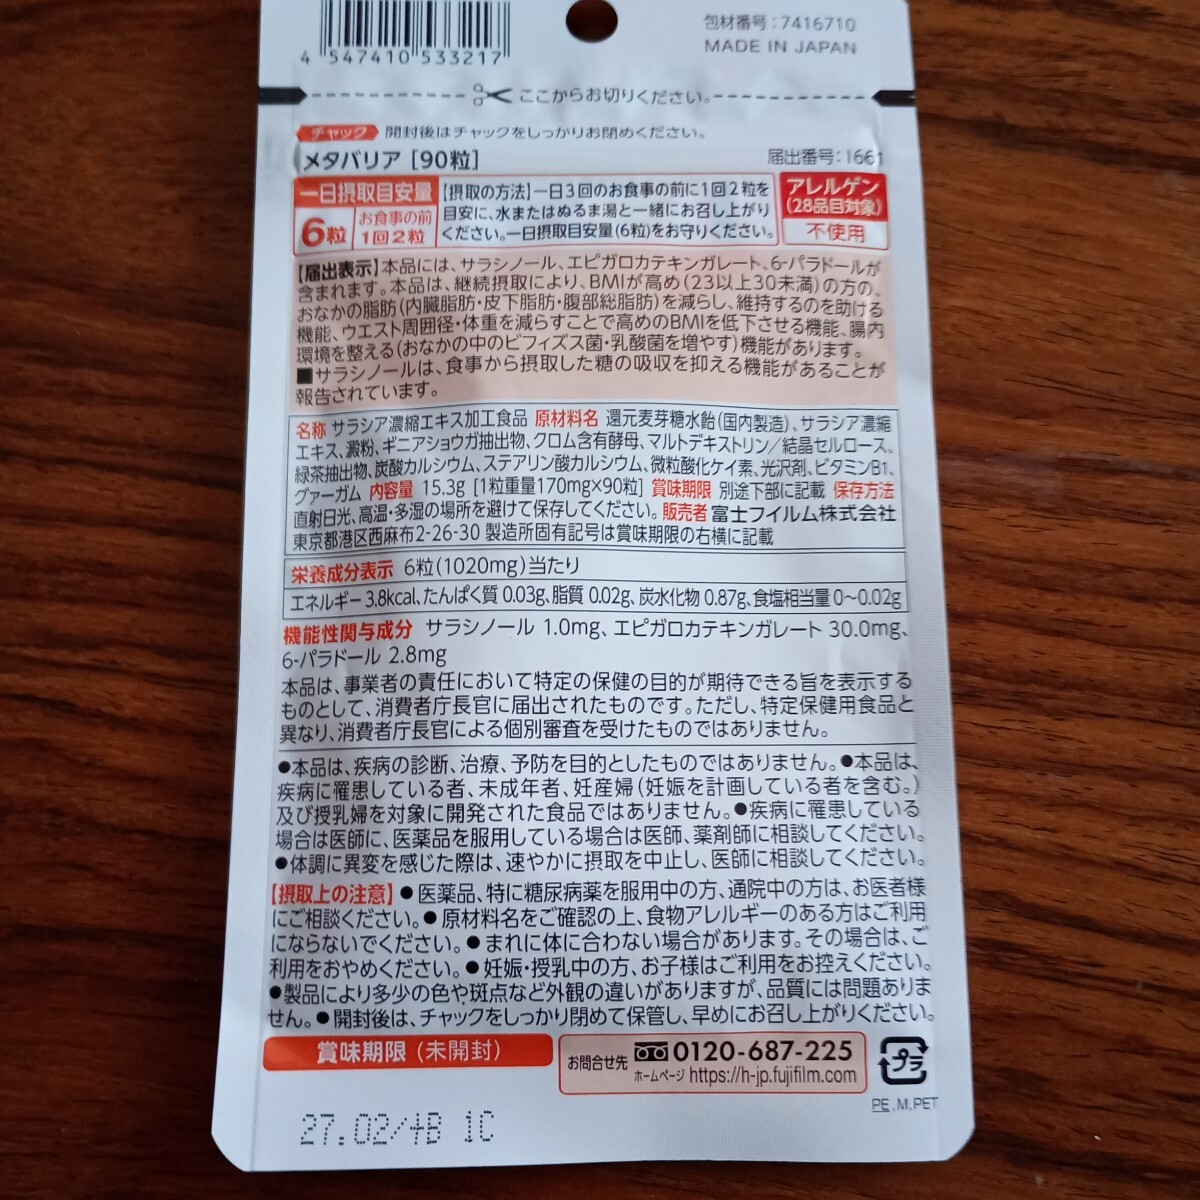 包材番号:7416710
4 547410 533217
MADE IN JAPAN
ここからお切りください。
チャック 開封後はチャックをしっかりお閉めください。
メタバリア [90粒] 届出番号:I661
一日摂取目安量
6粒 お食事の前
1回2粒
【摂取の方法】一日3回のお食事の前に1回2粒を
目安に、水またはぬるま湯と一緒にお召し上がり
ください。一日摂取目安量(6粒)をお守りください。
アレルゲン
(28品目対象)
不使用
【届出表示】本品には、サラシノール、エピガロカテキンガレート、6-パラドールが
含まれます。本品は、継続摂取により、BMIが高め(23以上30未満)の方の、
おなかの脂肪(内臓脂肪・皮下脂肪・腹部総脂肪)を減らし、維持するのを助ける
機能、ウエスト周囲径・体重を減らすことで高めのBMIを低下させる機能、腸内
環境を整える(おなかの中のビフィズス菌・乳酸菌を増やす)機能があります。
■サラシノールは、食事から摂取した糖の吸収を抑える機能があることが
報告されています。
名称 サラシア濃縮エキス加工食品 原材料名 還元麦芽糖水飴(国内製造)、サラシア濃縮
エキス、澱粉、ギニアショウガ抽出物、クロム含有酵母、マルトデキストリン/結晶セルロース、
緑茶抽出物、炭酸カルシウム、ステアリン酸カルシウム、微粒酸化ケイ素、光沢剤、ビタミンB1、
グァーガム 内容量 15.3g [1粒重量170mg×90粒] 賞味期限 別途下部に記載 保存方法
直射日光、高温・多湿の場所を避けて保存してください。 販売者 富士フイルム株式会社
東京都港区西麻布2-26-30 製造所固有記号は賞味期限の右横に記載
栄養成分表示 6粒(1020mg)当たり
エネルギー 3.8kcal、たんぱく質 0.03g、脂質 0.02g、炭水化物 0.87g、食塩相当量 0〜0.02g
機能性関与成分 サラシノール 1.0mg、エピガロカテキンガレート 30.0mg、
6-パラドール 2.8mg
本品は、事業者の責任において特定の保健の目的が期待できる旨を表示する
ものとして、消費者庁長官に届出されたものです。ただし、特定保健用食品と
異なり、消費者庁長官による個別審査を受けたものではありません。
●本品は、疾病の診断、治療、予防を目的としたものではありません。●本品は、
疾病に罹患している者、未成年者、妊産婦(妊娠を計画している者を含む。)
及び授乳婦を対象に開発された食品ではありません。●疾病に罹患している
場合は医師に、医薬品を服用している場合は医師、薬剤師に相談してください。
●体調に異変を感じた際は、速やかに摂取を中止し、医師に相談してください。
【摂取上の注意】●医薬品、特に糖尿病薬を服用中の方、通院中の方は、お医者様
にご相談ください。●原材料名をご確認の上、食物アレルギーのある方はご利用
にならないでください。●まれに体に合わない場合があります。その場合は、ご
利用をおやめください。●妊娠・授乳中の方、お子様はご利用をお控えください。
●製品により多少の色や斑点など外観の違いがありますが、品質には問題ありま
せん。●開封後は、チャックをしっかり閉めて保管し、早めにお召し上がりください。
賞味期限(未開封)
お問合せ先 0120-687-225
ホームページ https://h-jp.fujifilm.com
プラ
PE,M,PET
27.02/4B 1C